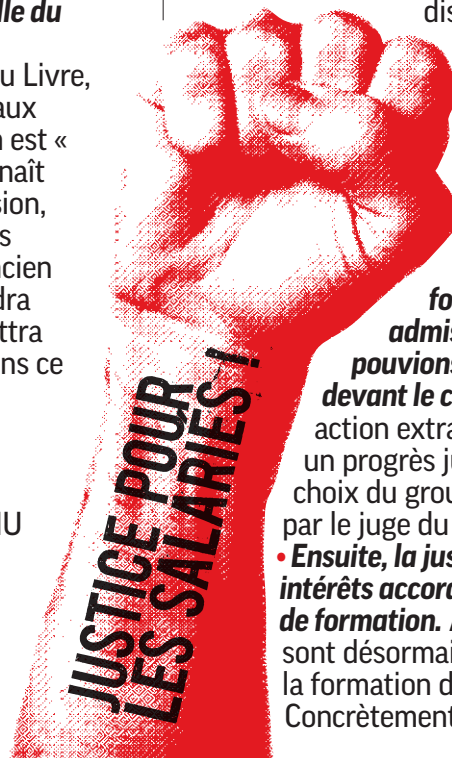 lle du
u Livre,
aux
n est «
naît
sion,
s
ncien
dra
ttra
ns ce
IU
JUSTICE POUR
LES SALARIÉS !
dis
fo
admis
pouvions
devant le c
action extra
un progrès ju
choix du grou
par le juge du
• Ensuite, la jus
intérêts accord
de formation.
sont désormai
la formation d
Concrètement